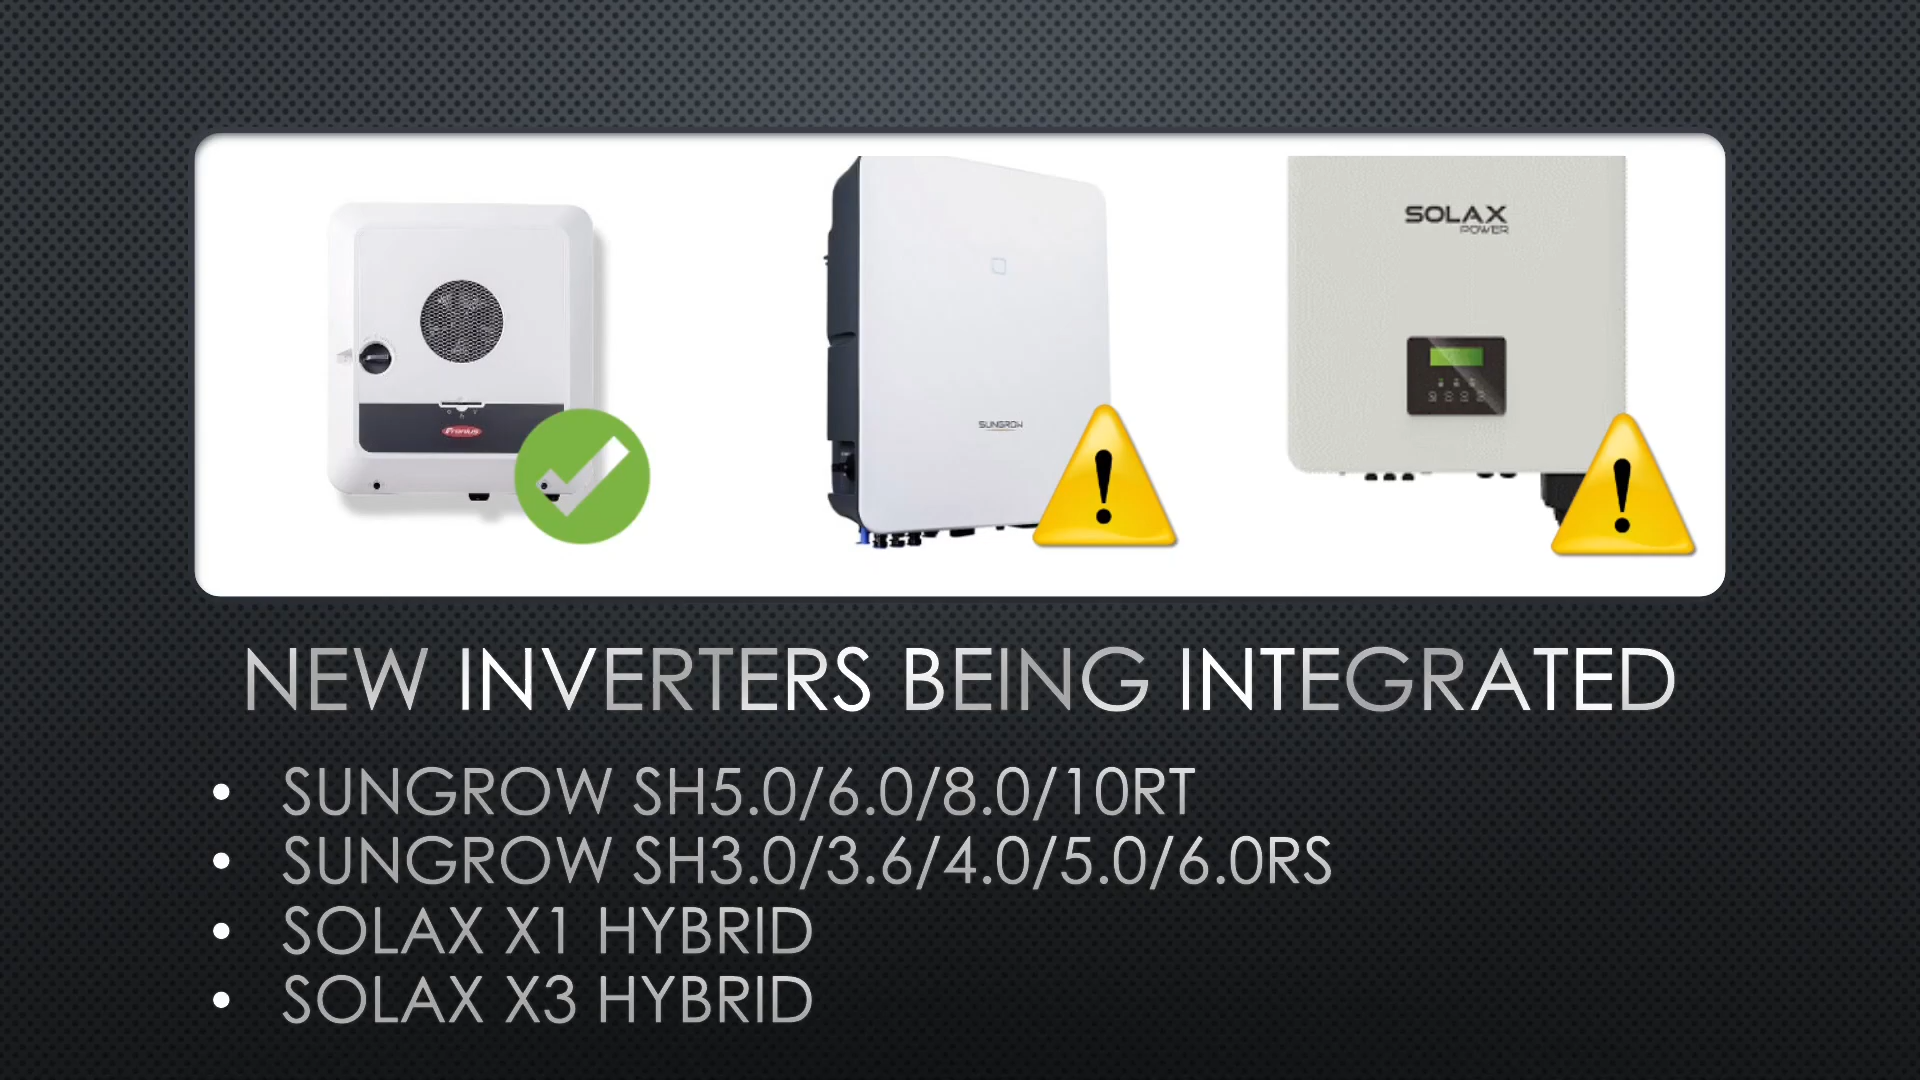 SOLAX
POWER
Fronius
SUNGROW
NEW INVERTERS BEING INTEGRATED
• SUNGROW SH5.0/6.0/8.0/10RT
• SUNGROW SH3.0/3.6/4.0/5.0/6.0RS
• SOLAX X1 HYBRID
• SOLAX X3 HYBRID